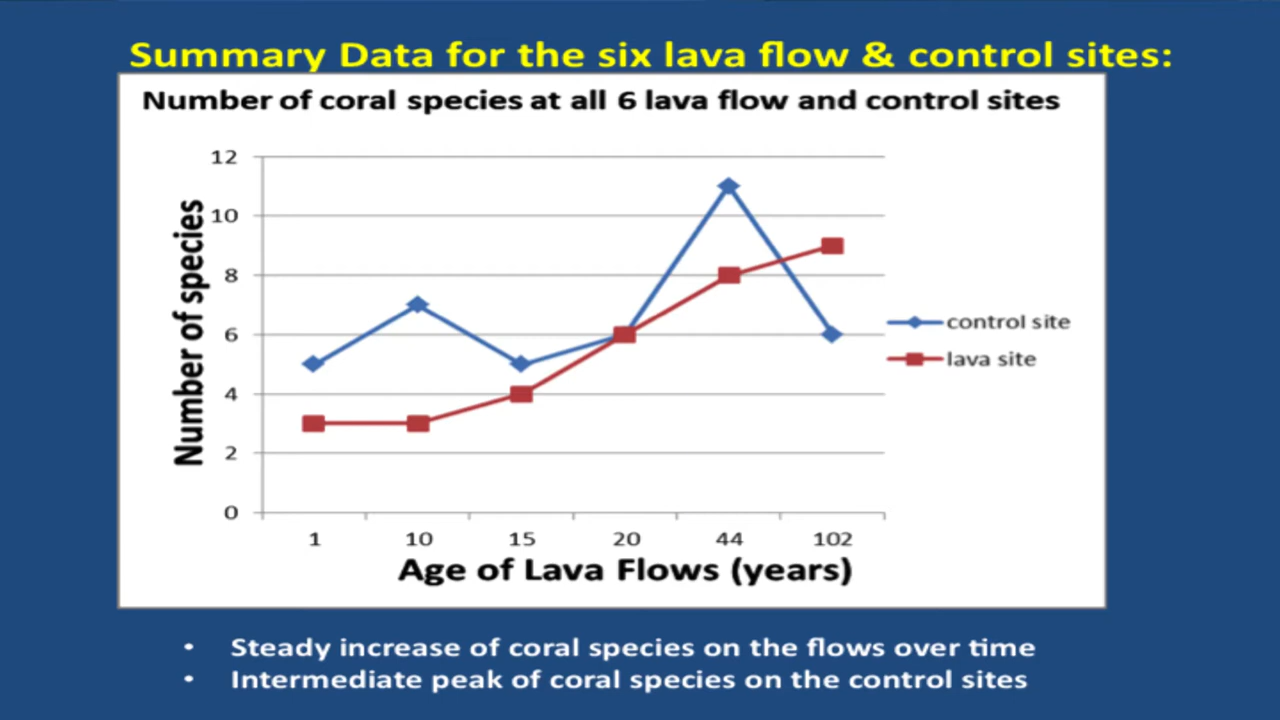 Summary Data for the six lava flow & control sites:
Number of coral species at all 6 lava flow and control sites
Number of species
12
10
8
6
4
2
0
1 10 15 20 44 102
Age of Lava Flows (years)
control site
lava site
• Steady increase of coral species on the flows over time
• Intermediate peak of coral species on the control sites